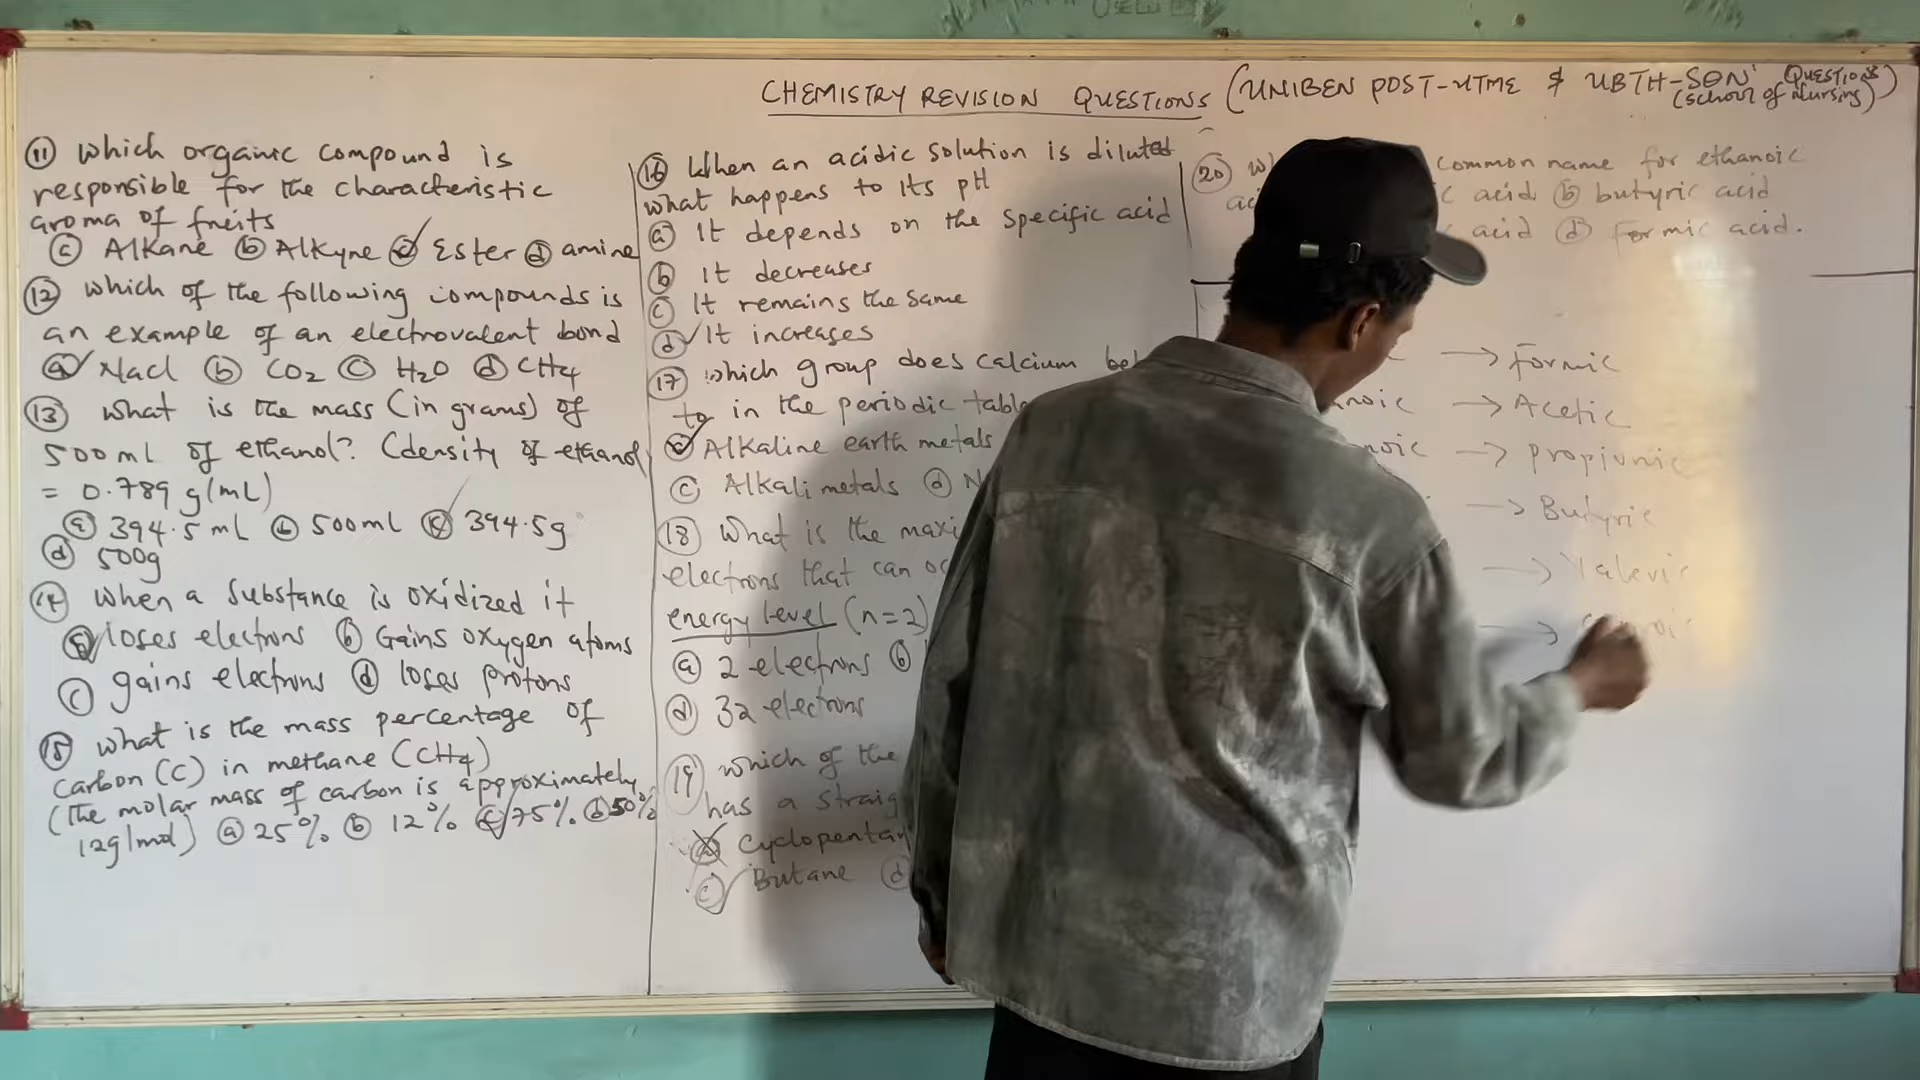 CHEMISTRY REVISION QUESTIONS (UNIBEN POST-UTME & UBTH-SON QUESTIONS
(School of Nursing))
⑪ which organic compound is
responsible for the characteristic
aroma of fruits
ⓐ Alkane ⓑ Alkyne ⓒ Ester ⓓ amine
⑫ which of the following compounds is
an example of an electrovalent bond
ⓐ Nacl ⓑ CO₂ ⓒ H₂O ⓓ CH₄
⑬ what is the mass (in grams) of
500ml of ethanol? (density of ethanol
= 0.789 g/mL)
ⓐ 394.5 ml ⓑ 500ml ⓒ 394.5g
ⓓ 500g
⑭ when a substance is oxidized it
ⓐ loses electrons ⓑ Gains oxygen atoms
ⓒ gains electrons ⓓ loses protons
⑮ what is the mass percentage of
Carbon (C) in methane (CH₄)
(The molar mass of carbon is approximately
12g/mol) ⓐ 25% ⓑ 12% ⓒ 75% ⓓ 50%
⑯ When an acidic solution is diluted
what happens to its pH
ⓐ It depends on the specific acid
ⓑ It decreases
ⓒ It remains the same
ⓓ It increases
⑰ which group does calcium
to in the periodic table
Alkaline earth metals
ⓒ Alkali metals ⓓ
⑱ What is the
electrons that can
energy level (n=2)
ⓐ 2 electrons ⓑ
ⓓ 32 electrons
⑲ which of the
has a
ⓐ
ⓒ Butane ⓓ
⑳ common name for ethanoic
acid ⓑ butyric acid
acid ⓓ formic acid.
→ Formic
→ Acetic
→ propionic
→ Butyric
→ Valeric
→